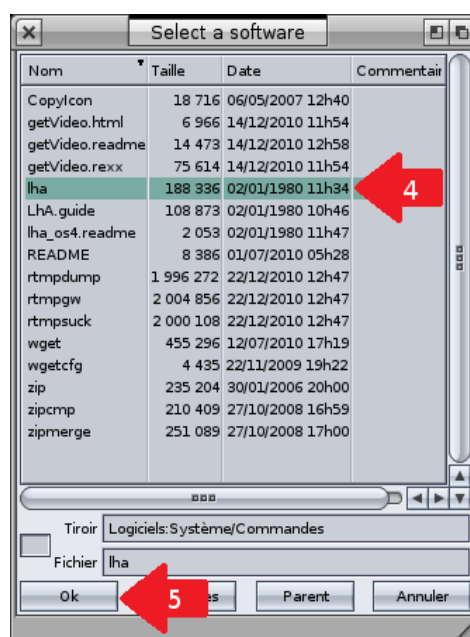 Select a software
Nom Taille Date Commentair
CopyIcon 18 716 06/05/2007 12h40
getVideo.html 6 966 14/12/2010 11h54
getVideo.readme 14 473 14/12/2010 12h58
getVideo.rexx 75 614 14/12/2010 11h54
lha 188 336 02/01/1980 11h34 4
LhA.guide 108 873 02/01/1980 10h46
lha_os4.readme 2 053 02/01/1980 11h47
README 8 386 01/07/2010 05h28
rtmpdump 1 996 272 22/12/2010 12h47
rtmpgw 2 004 856 22/12/2010 12h47
rtmpsuck 2 000 108 22/12/2010 12h47
wget 455 296 12/07/2010 17h19
wgetcfg 4 435 22/11/2009 19h22
zip 235 204 30/01/2006 20h00
zipcmp 210 409 27/10/2008 16h59
zipmerge 251 089 27/10/2008 17h00
Tiroir Logiciels:Système/Commandes
Fichier lha
Ok 5 es Parent Annuler